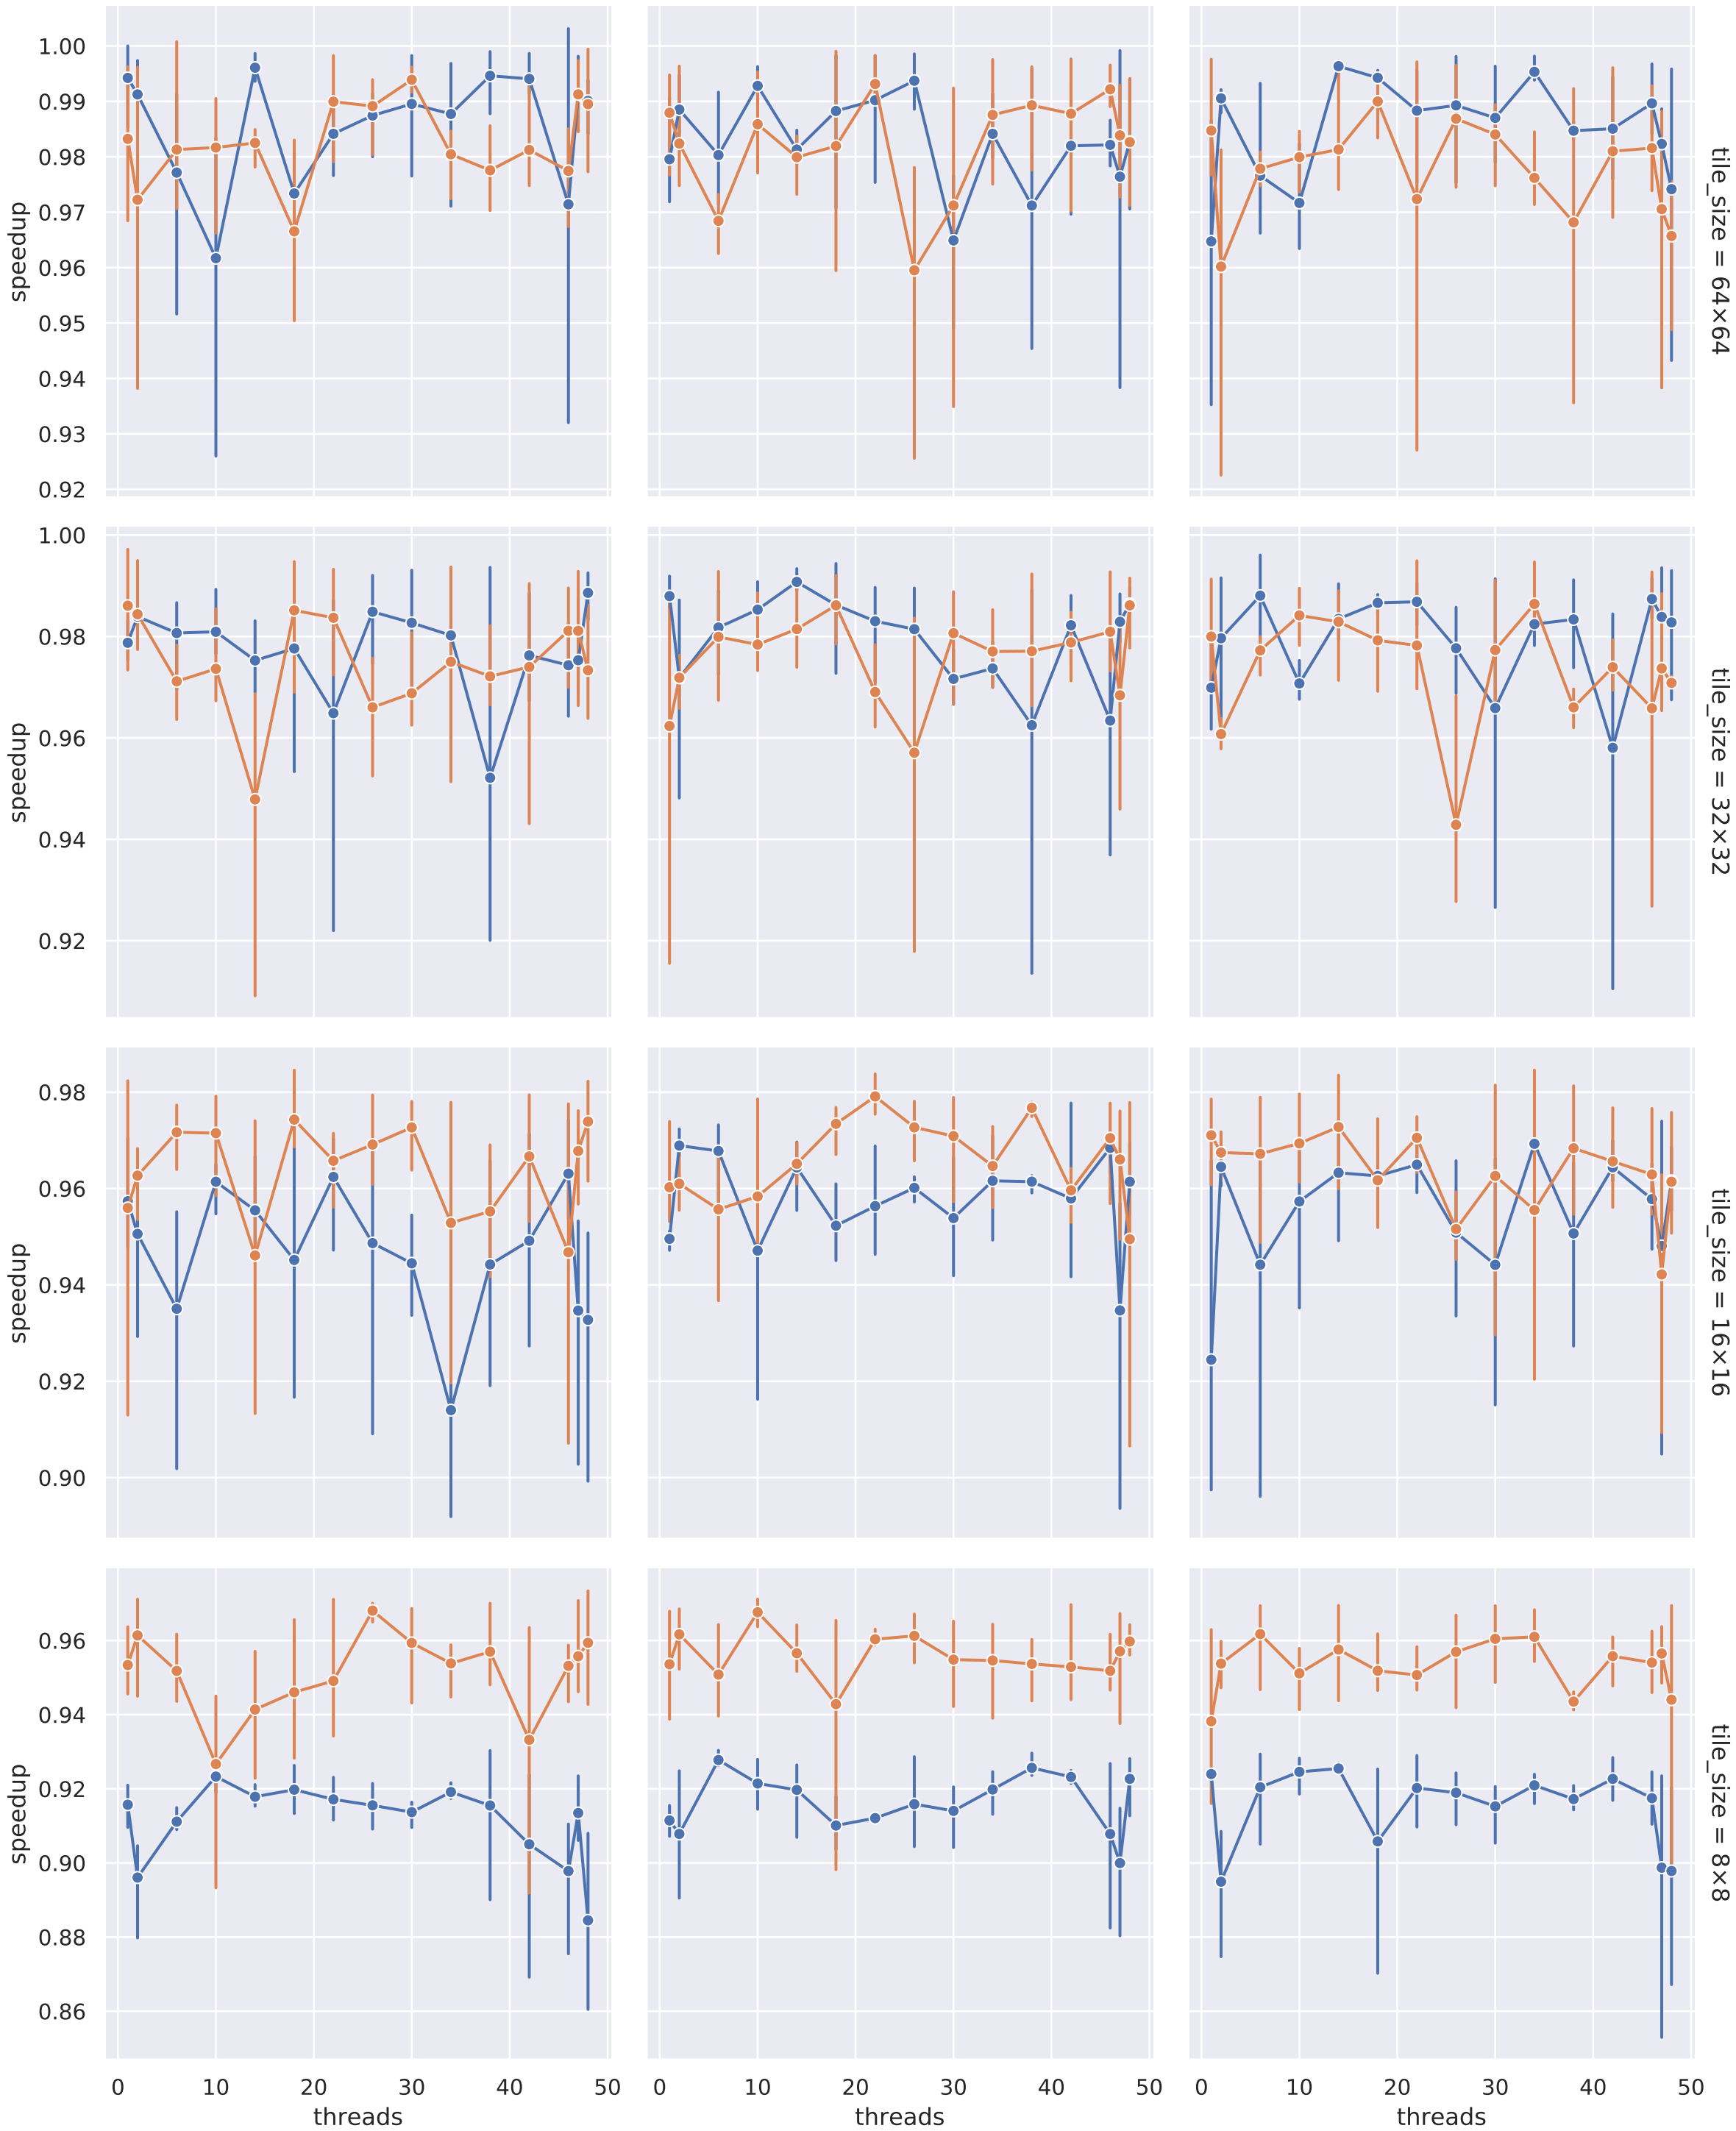 1.00
0.99
0.98
0.97
0.96
0.95
0.94
0.93
0.92
speedup
tile_size = 64×64
1.00
0.98
0.96
0.94
0.92
speedup
tile_size = 32×32
0.98
0.96
0.94
0.92
0.90
speedup
tile_size = 16×16
0.96
0.94
0.92
0.90
0.88
0.86
speedup
tile_size = 8×8
0 10 20 30 40 50 0 10 20 30 40 50 0 10 20 30 40 50
threads threads threads